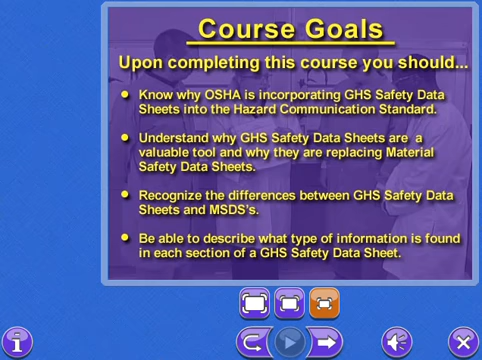 Course Goals
Upon completing this course you should...
Know why OSHA is incorporating GHS Safety Data
Sheets into the Hazard Communication Standard.
Understand why GHS Safety Data Sheets are a
valuable tool and why they are replacing Material
Safety Data Sheets.
Recognize the differences between GHS Safety Data
Sheets and MSDS's.
Be able to describe what type of information is found
in each section of a GHS Safety Data Sheet.